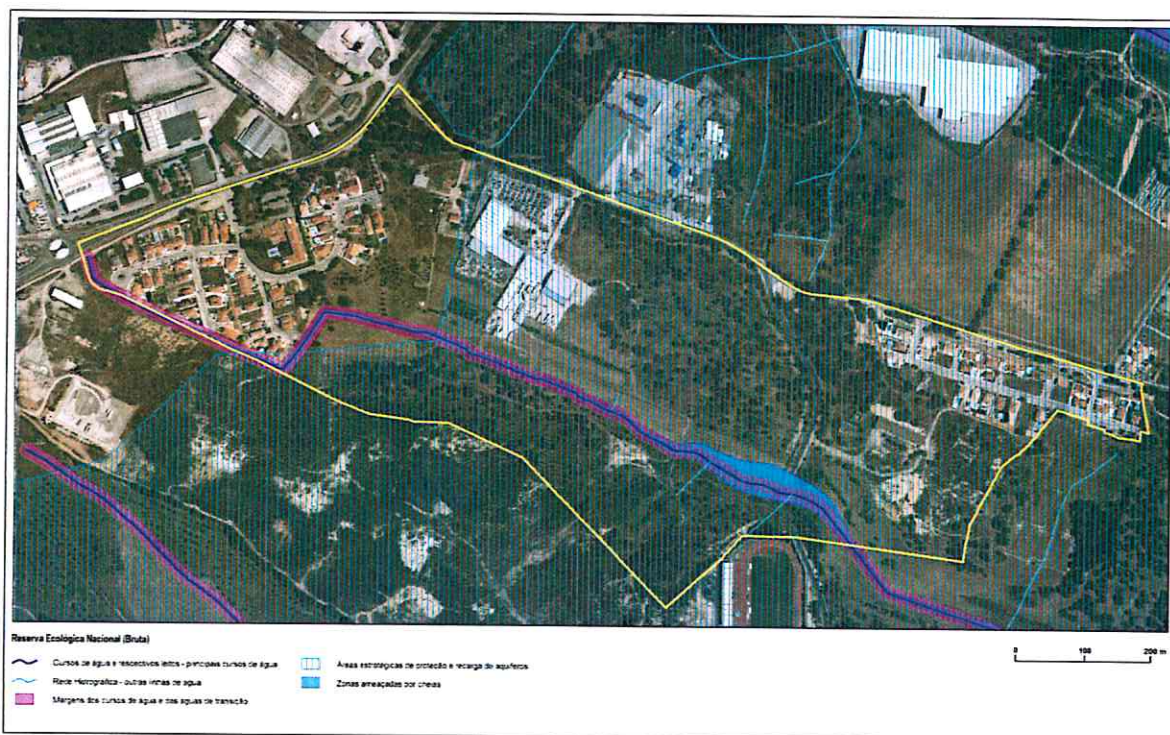 Reserva Ecológica Nacional (Bruta)
Cursos de água e respectivos leitos - principais cursos de água
Rede Hidrográfica - outras linhas de água
Margens dos cursos de água e das águas de transição
Áreas estratégicas de proteção e recarga de aquíferos
Zonas ameaçadas por cheias
0 100 200 m